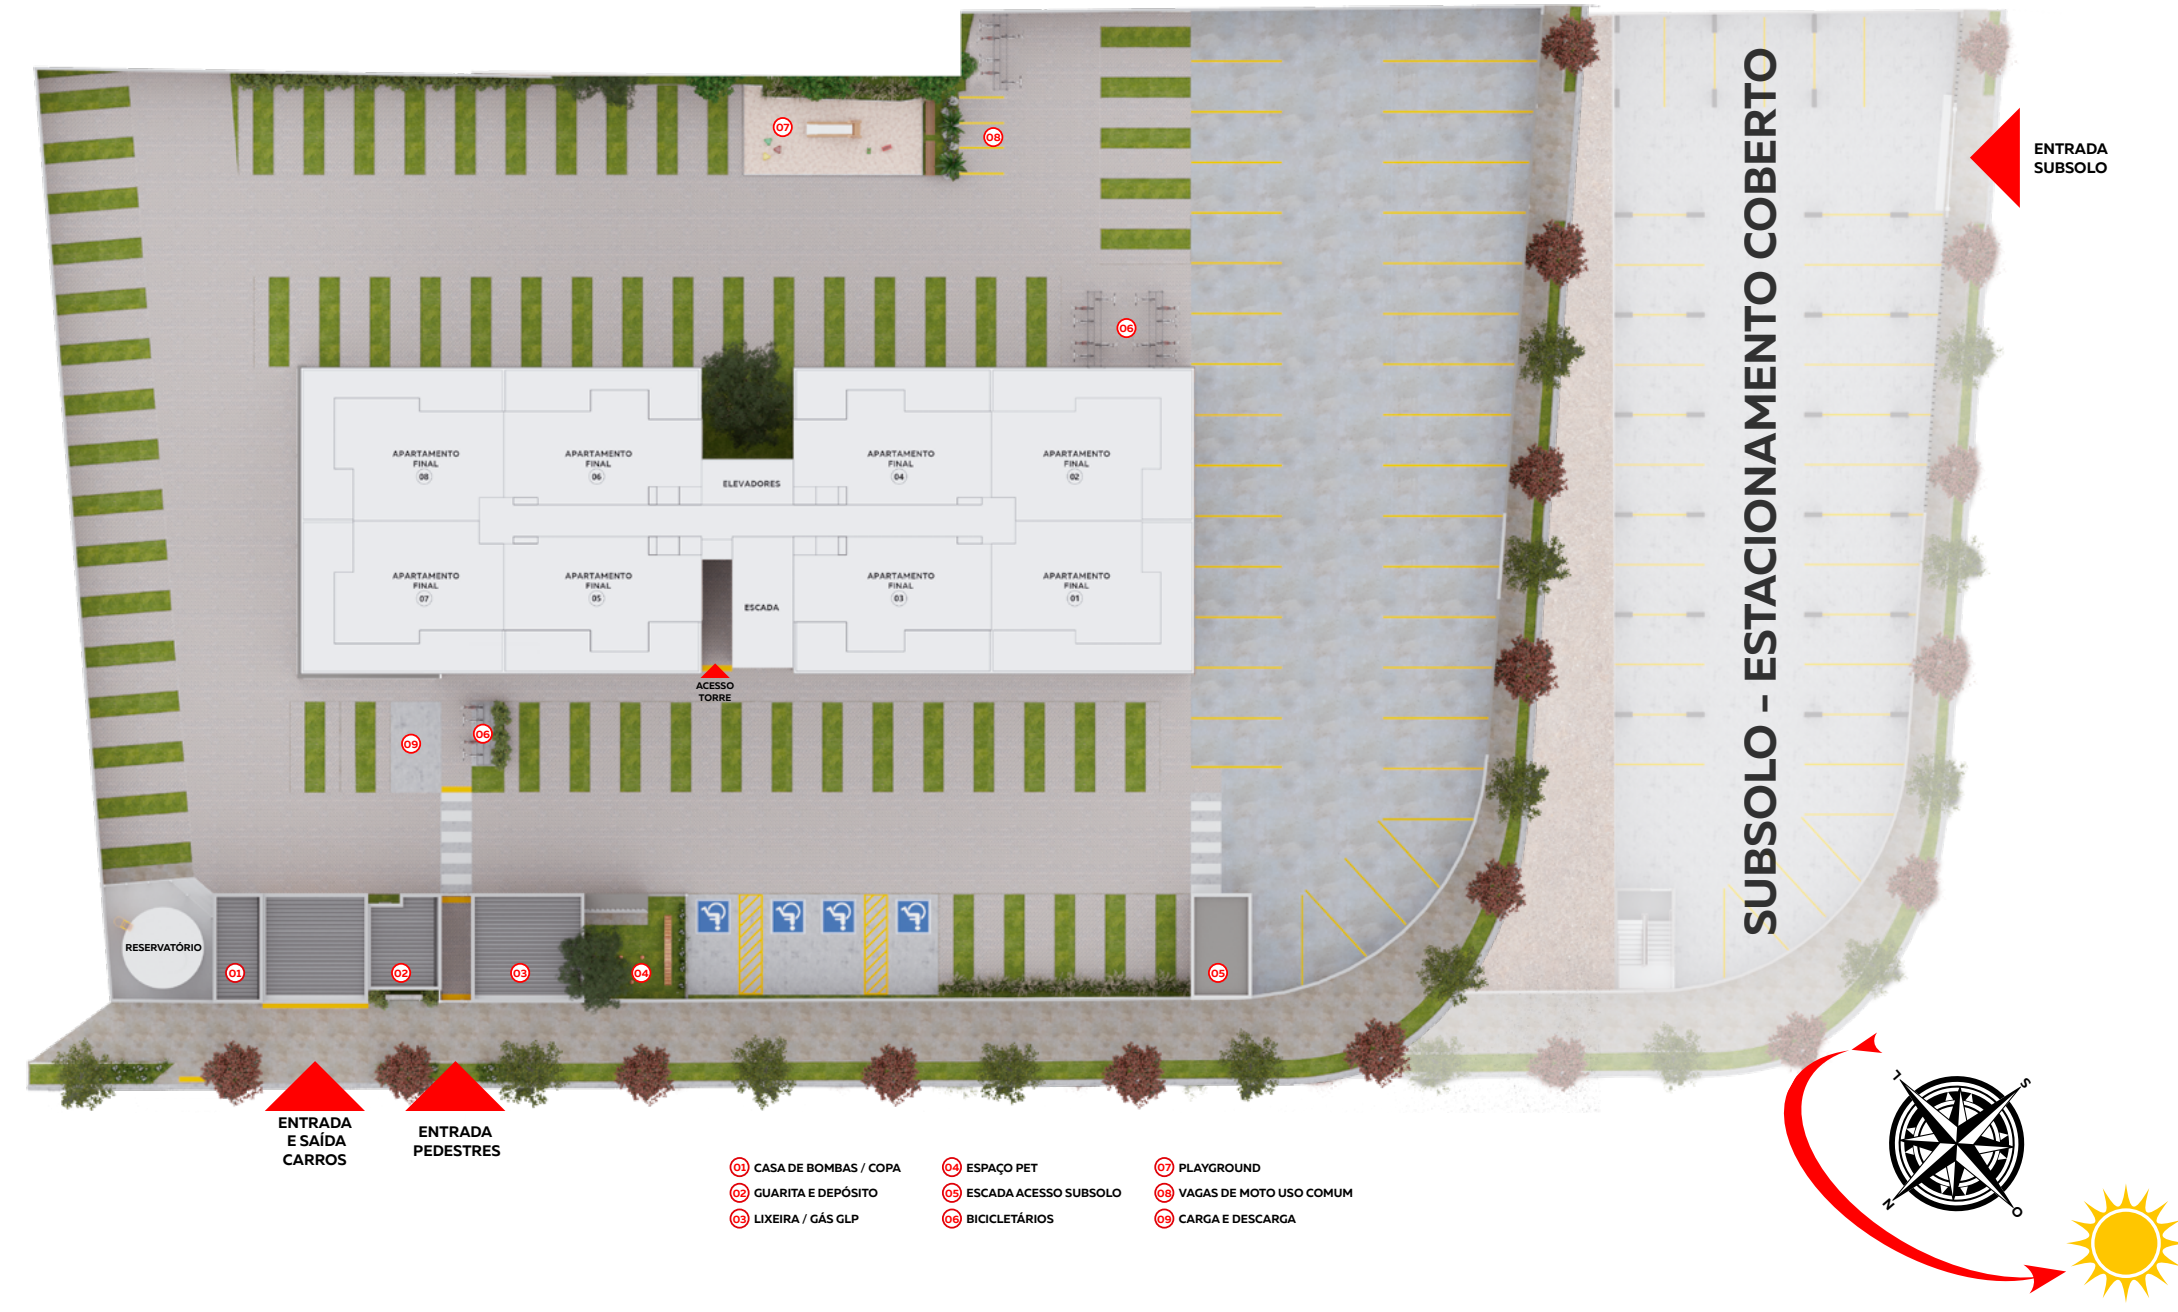 07
08
ENTRADA
SUBSOLO
SUBSOLO - ESTACIONAMENTO COBERTO
06
APARTAMENTO
FINAL
08
APARTAMENTO
FINAL
06
ELEVADORES
APARTAMENTO
FINAL
04
APARTAMENTO
FINAL
02
APARTAMENTO
FINAL
07
APARTAMENTO
FINAL
05
ESCADA
APARTAMENTO
FINAL
03
APARTAMENTO
FINAL
01
ACESSO
TORRE
09
06
RESERVATÓRIO
01
02
03
04
05
ENTRADA
E SAÍDA
CARROS
ENTRADA
PEDESTRES
01 CASA DE BOMBAS / COPA
02 GUARITA E DEPÓSITO
03 LIXEIRA / GÁS GLP
04 ESPAÇO PET
05 ESCADA ACESSO SUBSOLO
06 BICICLETÁRIOS
07 PLAYGROUND
08 VAGAS DE MOTO USO COMUM
09 CARGA E DESCARGA
L
S
N
O